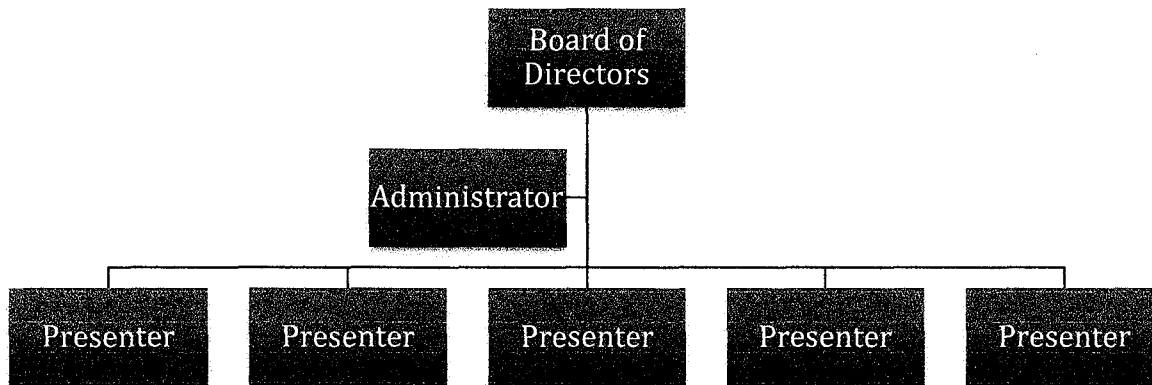 Board of
Directors
Administrator
Presenter
Presenter
Presenter
Presenter
Presenter